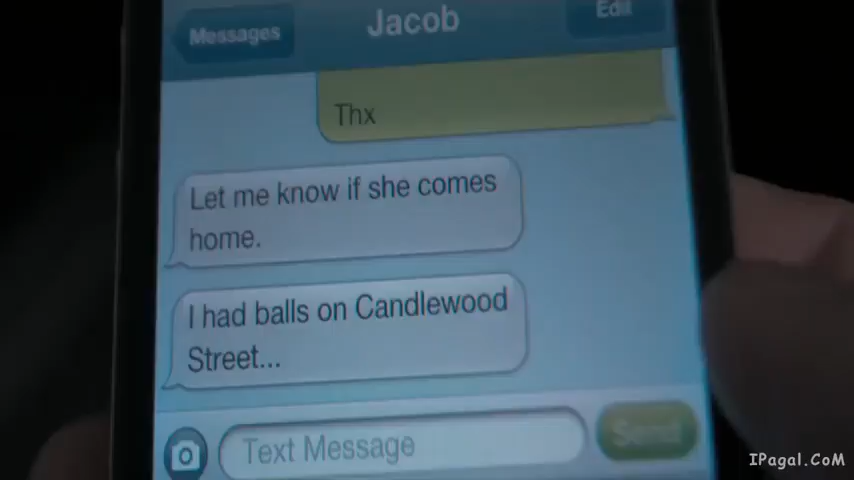 Messages
Jacob
Edit
Thx
Let me know if she comes
home.
I had balls on Candlewood
Street...
Text Message
Send
IPagal.CoM